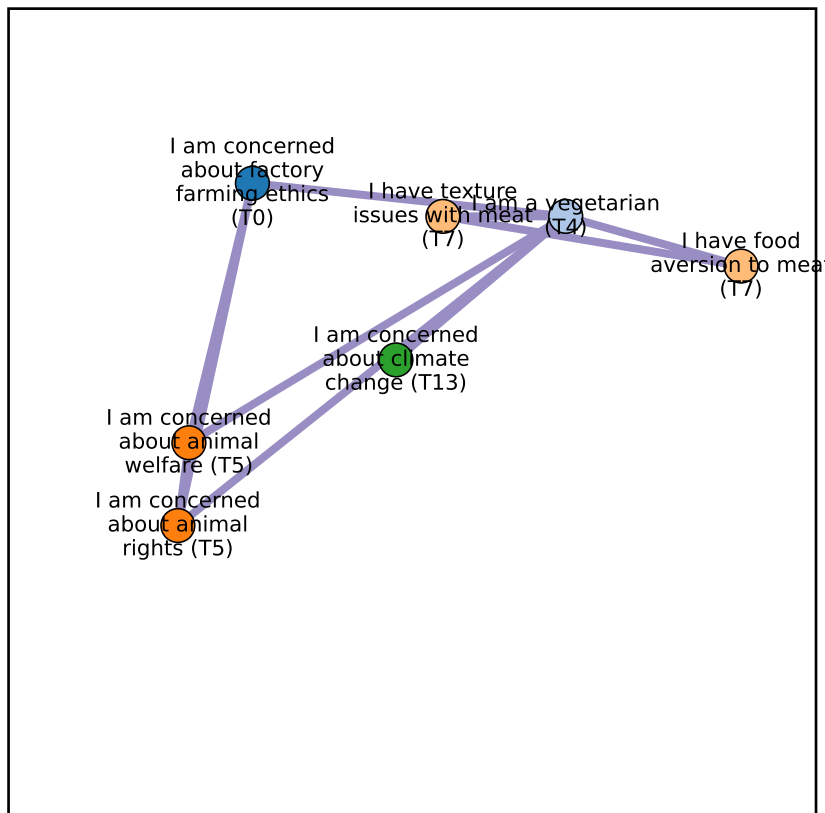 I am concerned
about factory
farming ethics
(T0)
I have texture
issues with meat
(T7)
I am a vegetarian
(T4)
I have food
aversion to meat
(T7)
I am concerned
about climate
change (T13)
I am concerned
about animal
welfare (T5)
I am concerned
about animal
rights (T5)